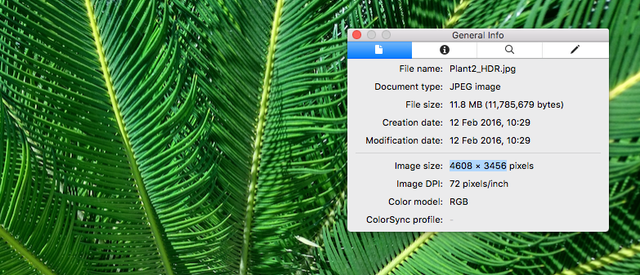 General Info
File name: Plant2_HDR.jpg
Document type: JPEG image
File size: 11.8 MB (11,785,679 bytes)
Creation date: 12 Feb 2016, 10:29
Modification date: 12 Feb 2016, 10:29
Image size: 4608 × 3456 pixels
Image DPI: 72 pixels/inch
Color model: RGB
ColorSync profile: -